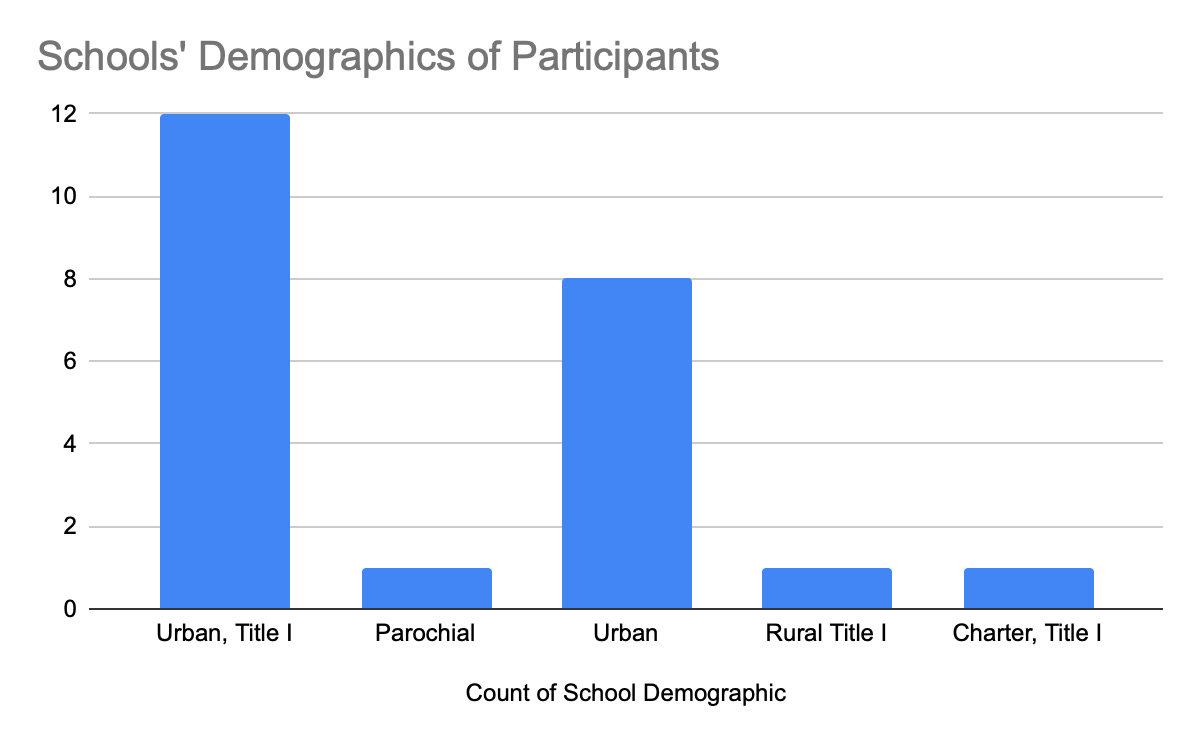 Schools' Demographics of Participants
12
10
8
6
4
2
0
Urban, Title I
Parochial
Urban
Rural Title I
Charter, Title I
Count of School Demographic